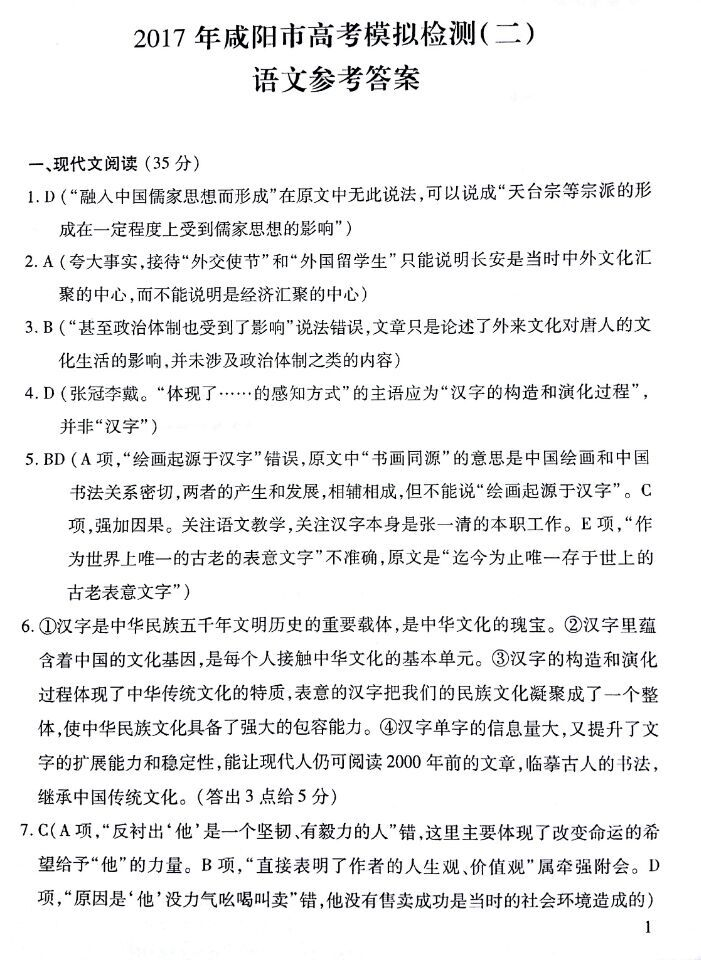 2017 年咸阳市高考模拟检测(二)
语文参考答案
一、现代文阅读 (35 分)
1. D (“融入中国儒家思想而形成”在原文中无此说法,可以说成“天台宗等宗派的形
成在一定程度上受到儒家思想的影响”)
2. A (夸大事实,接待“外交使节”和“外国留学生”只能说明长安是当时中外文化汇
聚的中心,而不能说明是经济汇聚的中心)
3. B (“甚至政治体制也受到了影响”说法错误,文章只是论述了外来文化对唐人的文
化生活的影响,并未涉及政治体制之类的内容)
4. D (张冠李戴。“体现了……的感知方式”的主语应为“汉字的构造和演化过程”,
并非“汉字”)
5. BD (A 项,“绘画起源于汉字”错误,原文中“书画同源”的意思是中国绘画和中国
书法关系密切,两者的产生和发展,相辅相成,但不能说“绘画起源于汉字”。C
项,强加因果。关注语文教学,关注汉字本身是张一清的本职工作。E 项,“作
为世界上唯一的古老的表意文字”不准确,原文是“迄今为止唯一存于世上的
古老表意文字”)
6. ①汉字是中华民族五千年文明历史的重要载体,是中华文化的瑰宝。②汉字里蕴
含着中国的文化基因,是每个人接触中华文化的基本单元。③汉字的构造和演化
过程体现了中华传统文化的特质,表意的汉字把我们的民族文化凝聚成了一个整
体,使中华民族文化具备了强大的包容能力。④汉字单字的信息量大,又提升了文
字的扩展能力和稳定性,能让现代人仍可阅读 2000 年前的文章,临摹古人的书法,
继承中国传统文化。(答出 3 点给 5 分)
7. C(A 项,“反衬出‘他’是一个坚韧、有毅力的人”错,这里主要体现了改变命运的希
望给予“他”的力量。B 项,“直接表明了作者的人生观、价值观”属牵强附会。D
项,“原因是‘他’没力气吆喝叫卖”错,他没有售卖成功是当时的社会环境造成的)
1